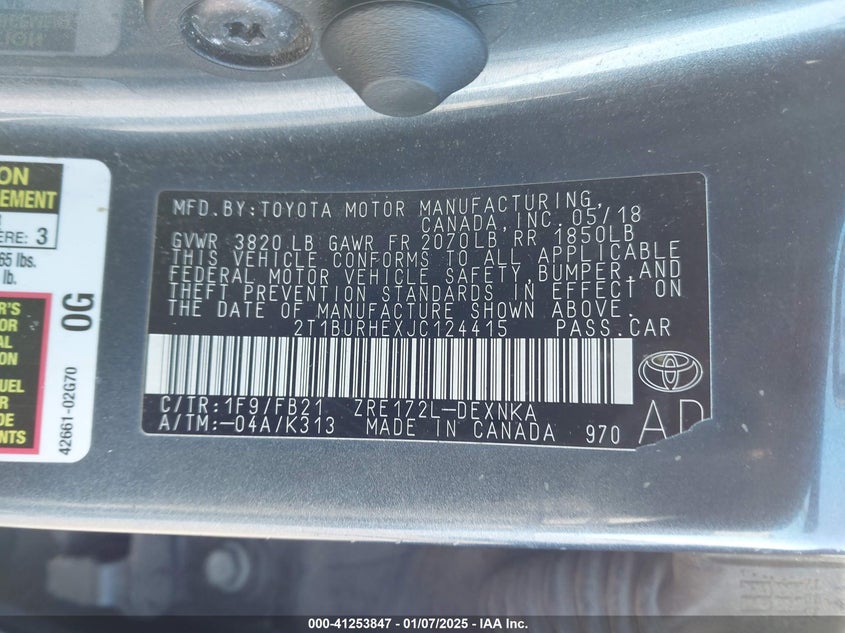 ION
EMENT
ERE: 3
65 lbs.
lb.
'S
OR
AL
ION
UEL
OR
DE
ENTS
0G
42661-02G70
MFD.BY:TOYOTA MOTOR MANUFACTURING,
CANADA, INC. 05/18
GVWR 3820 LB GAWR FR 2070LB RR 1850LB
THIS VEHICLE CONFORMS TO ALL APPLICABLE
FEDERAL MOTOR VEHICLE SAFETY,BUMPER,AND
THEFT PREVENTION STANDARDS IN EFFECT ON
THE DATE OF MANUFACTURE SHOWN ABOVE.
2T1BURHEXJC124415 PASS.CAR
C/TR:1F9/FB21 ZRE172L-DEXNKA
A/TM:-04A/K313 MADE IN CANADA 970
000-41253847 - 01/07/2025 - IAA Inc.